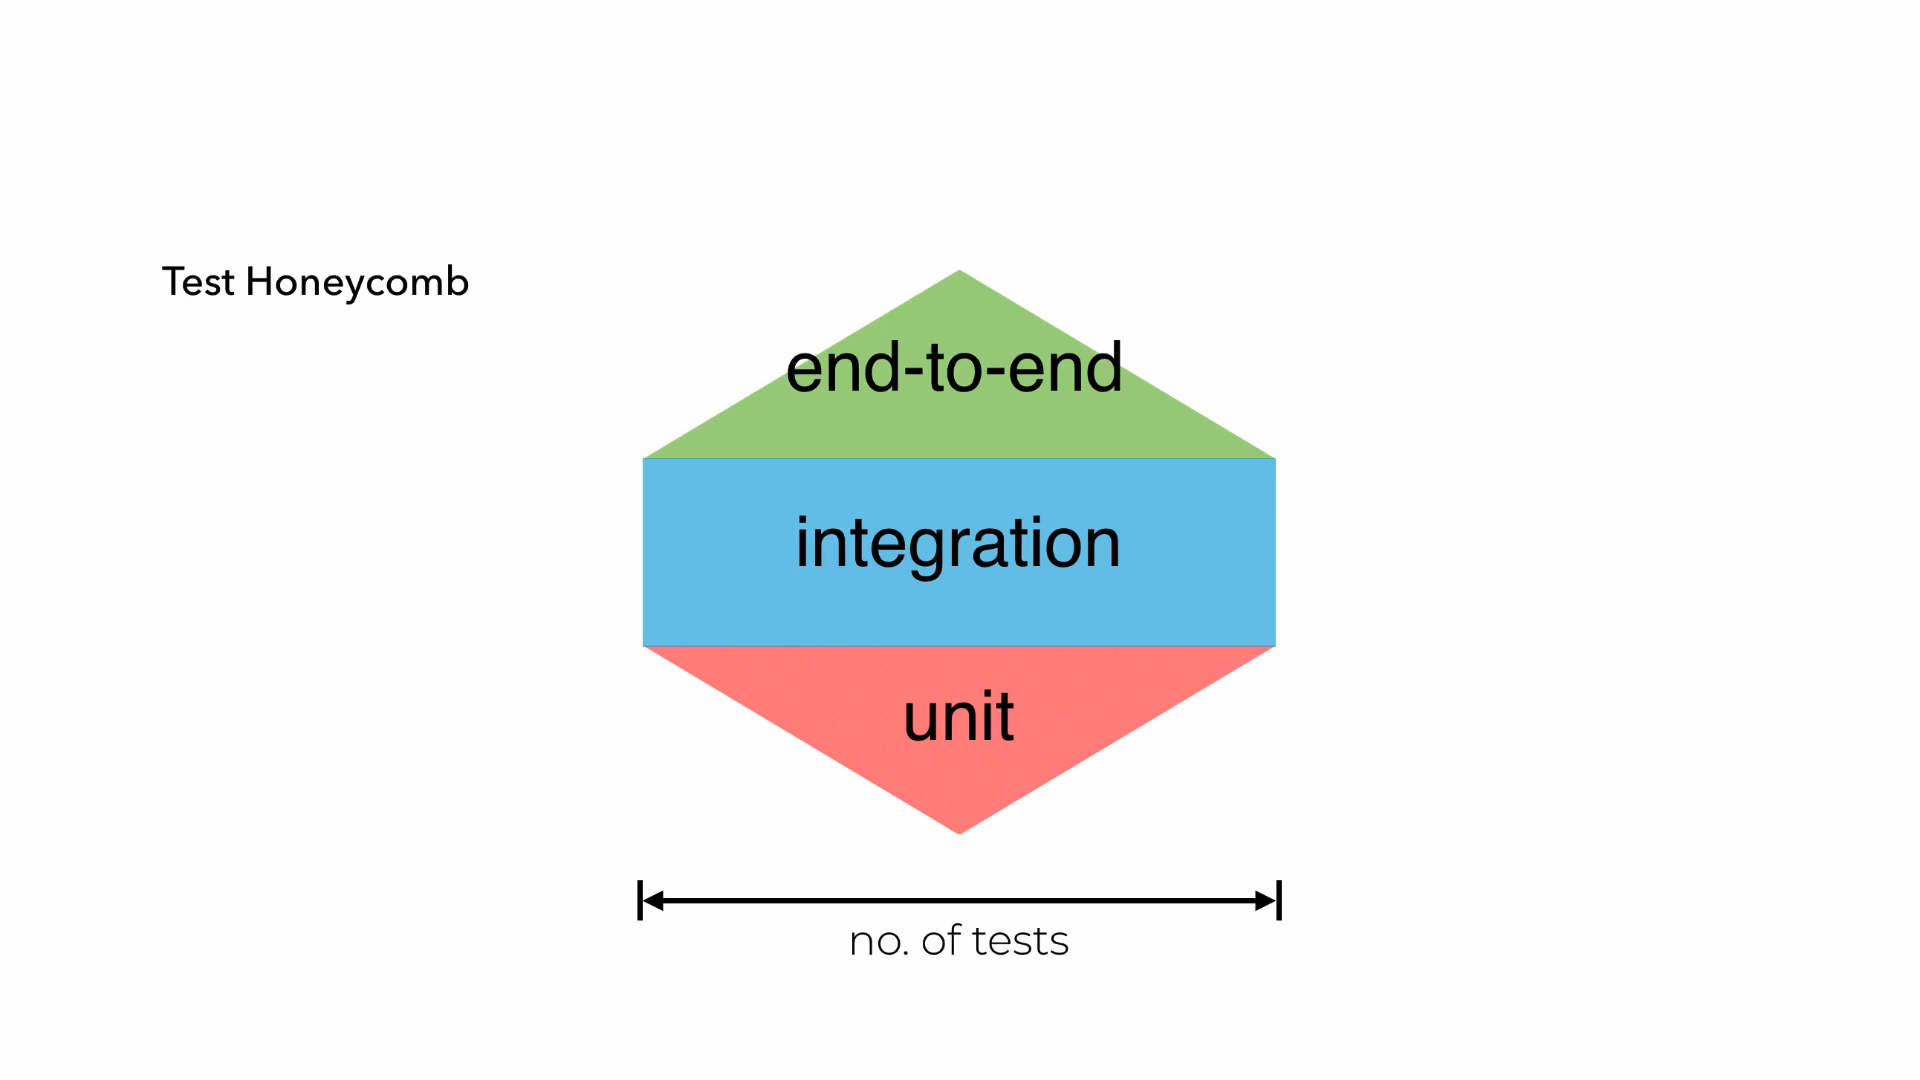 Test Honeycomb
end-to-end
integration
unit
no. of tests